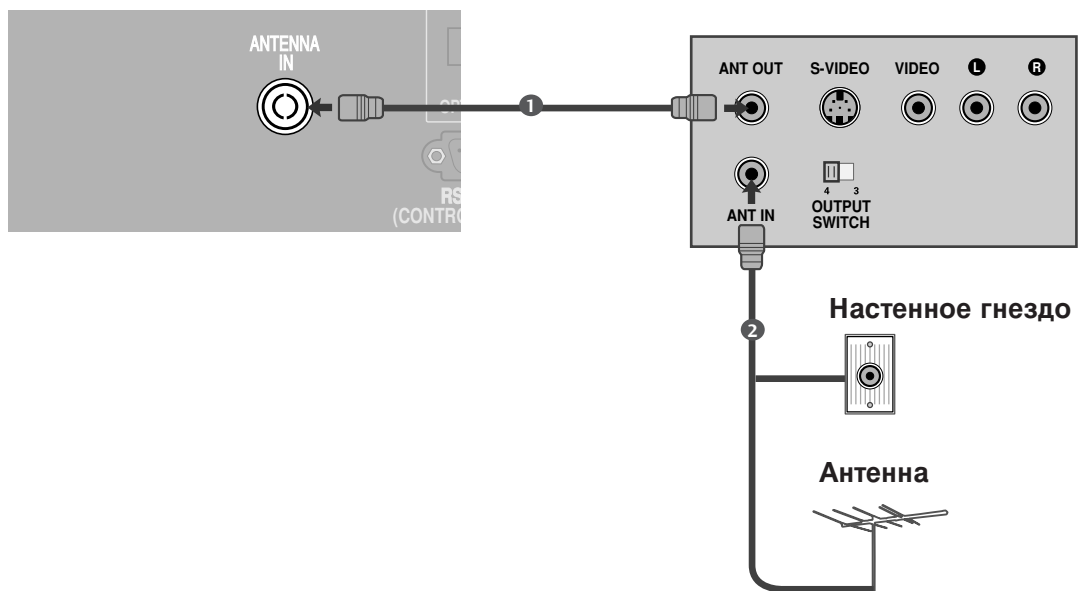 ANTENNA
IN
RS
(CONTRO
1
ANT OUT S-VIDEO VIDEO L R
4 3
ANT IN
OUTPUT
SWITCH
2
Настенное гнездо
Антенна